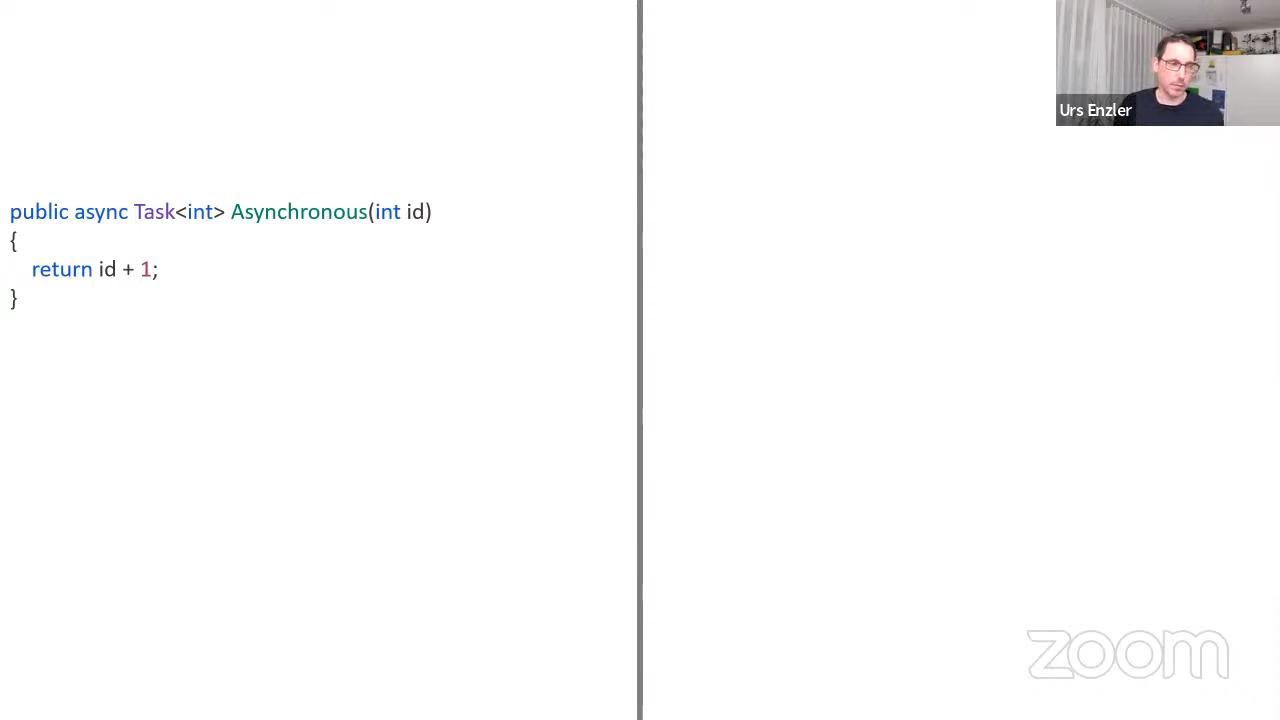 Urs Enzler
public async Task<int> Asynchronous(int id)
{
    return id + 1;
}
zoom